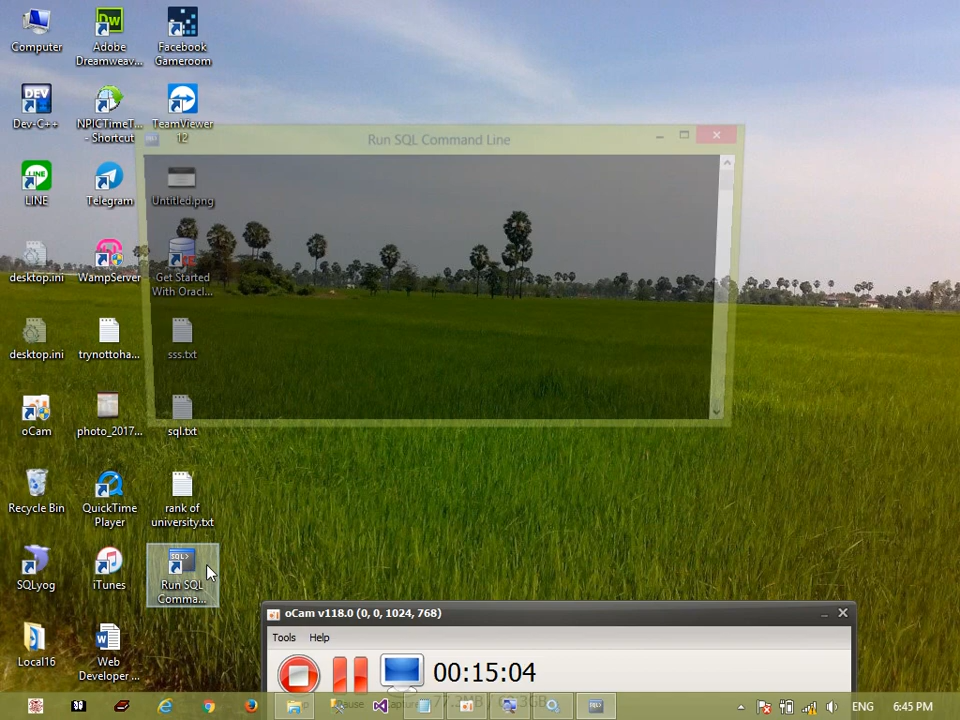 Computer
Adobe
Dreamweav...
Facebook
Gameroom
Dev-C++
NPICTimeT...
- Shortcut
TeamViewer
12
Run SQL Command Line
LINE
Telegram
Untitled.png
desktop.ini
WampServer
Get Started
With Oracl...
desktop.ini
trynottoha...
sss.txt
oCam
photo_2017...
sql.txt
Recycle Bin
QuickTime
Player
rank of
university.txt
SQLyog
iTunes
Run SQL
Comma...
oCam v118.0 (0, 0, 1024, 768)
Tools Help
Local16
Web
Developer ...
00:15:04
ENG 6:45 PM